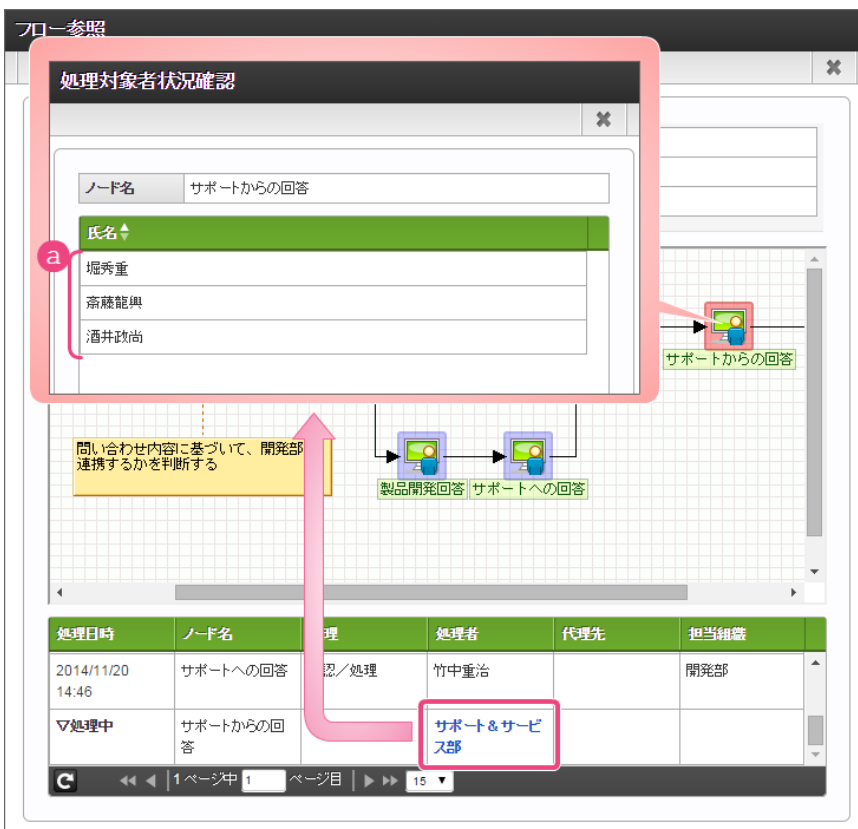 フロー参照
処理対象者状況確認
ノード名 サポートからの回答
氏名
a
堀秀重
斎藤龍興
酒井政尚
サポートからの回答
問い合わせ内容に基づいて、開発部
連携するかを判断する
製品開発回答 サポートへの回答
処理日時 ノード名 理 処理者 代理先 担当組織
2014/11/20 サポートへの回答 認／処理 竹中重治 開発部
14:46
▽処理中 サポートからの回 サポート＆サービ
答 ス部
1 ページ中 1 ページ目 15